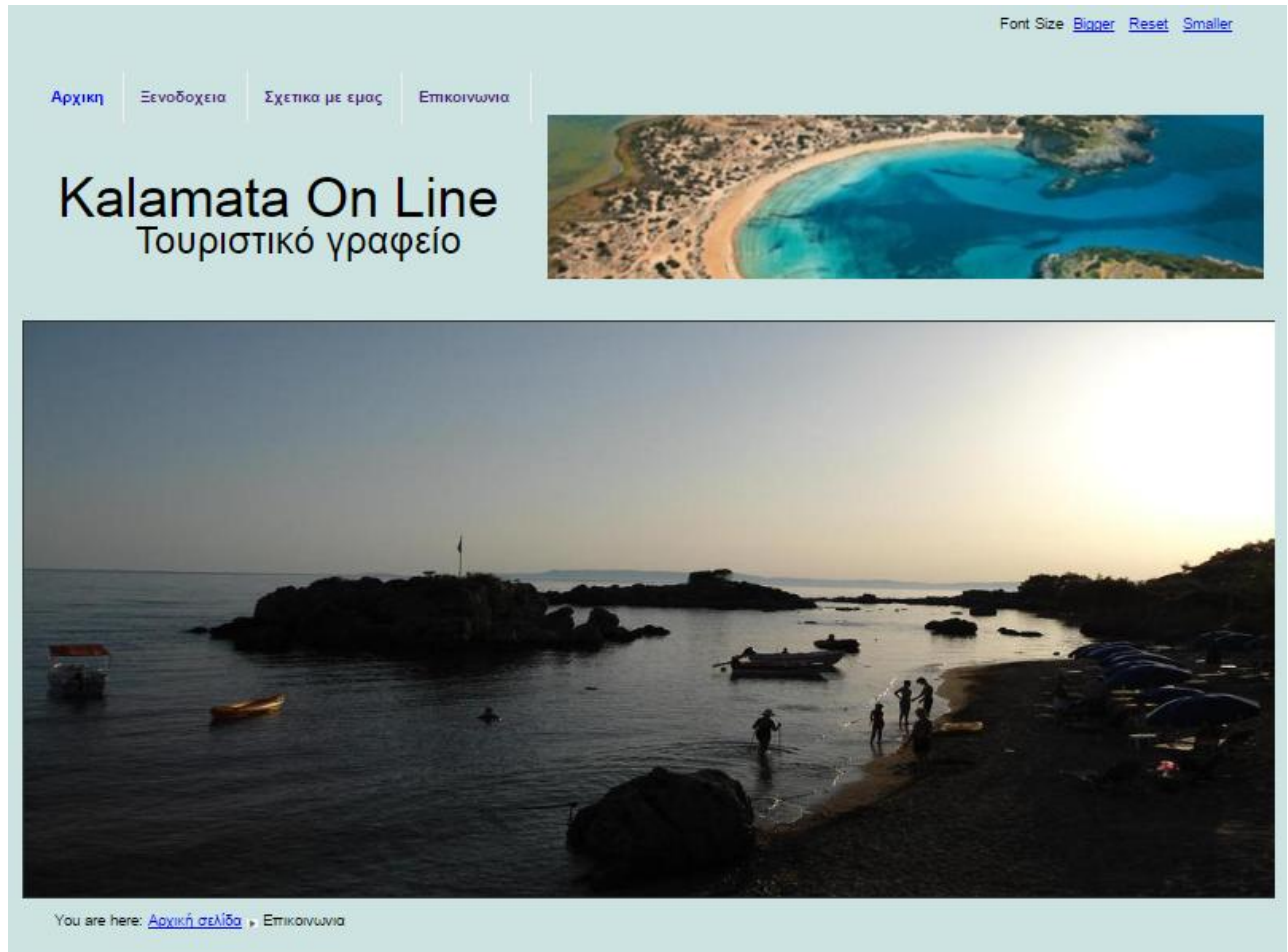 Font Size Bigger Reset Smaller
Αρχικη Ξενοδοχεια Σχετικα με εμας Επικοινωνια
Kalamata On Line
Τουριστικό γραφείο
You are here: Αρχική σελίδα Επικοινωνια